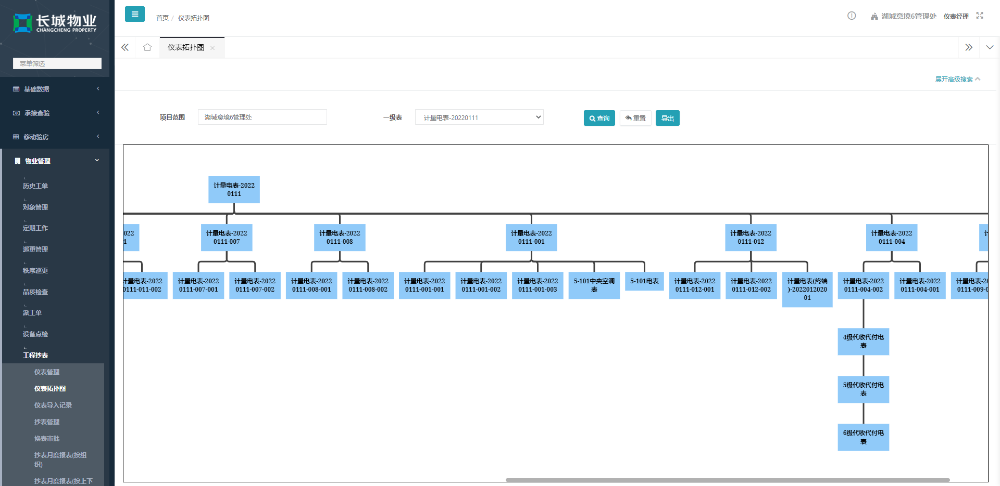 长城物业
CHANGCHENG PROPERTY
菜单筛选
基础数据
承接查验
移动验房
物业管理
历史工单
对象管理
定期工作
巡更管理
秩序巡更
品质检查
派工单
设备点检
工程抄表
仪表管理
仪表拓扑图
仪表导入记录
抄表管理
换表审批
抄表月度报表(按组
织)
抄表月度报表(按上下
首页 / 仪表拓扑图
湖城意境6管理处 仪表经理
仪表拓扑图
展开高级搜索
项目范围 湖城意境6管理处 一级表 计量电表-20220111 查询 重置 导出
计量电表-2022
0111
022
1
计量电表-2022
0111-007
计量电表-2022
0111-008
计量电表-2022
0111-001
计量电表-2022
0111-012
计量电表-2022
0111-004
计量电表-2022
0111-011-002
计量电表-2022
0111-007-001
计量电表-2022
0111-007-002
计量电表-2022
0111-008-001
计量电表-2022
0111-008-002
计量电表-2022
0111-001-001
计量电表-2022
0111-001-002
计量电表-2022
0111-001-003
5-101中央空调
表
5-101电表
计量电表-2022
0111-012-001
计量电表-2022
0111-012-002
计量电表(终端
)-2022012020
01
计量电表-2022
0111-004-002
计量电表-2022
0111-004-001
计量电表-20
0111-009-0
4级代收代付电
表
5级代收代付电
表
6级代收代付电
表